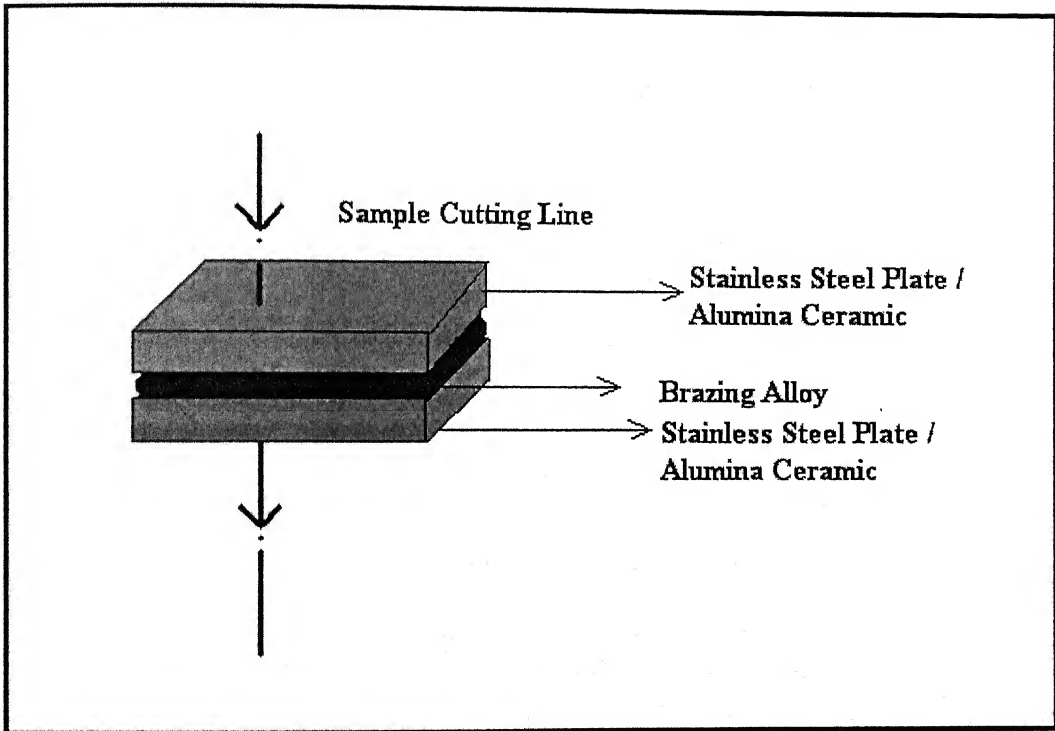 Sample Cutting Line
Stainless Steel Plate /
Alumina Ceramic
Brazing Alloy
Stainless Steel Plate /
Alumina Ceramic